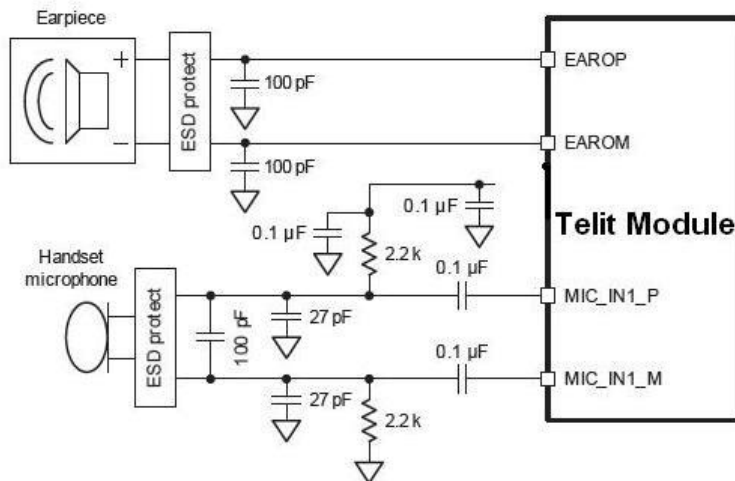 Earpiece
+
ESD protect
100 pF
EAROP
−
100 pF
EAROM
0.1 µF
0.1 µF
Telit Module
2.2 k
0.1 µF
Handset
microphone
ESD protect
100 pF
27 pF
MIC_IN1_P
0.1 µF
27 pF
MIC_IN1_M
2.2 k